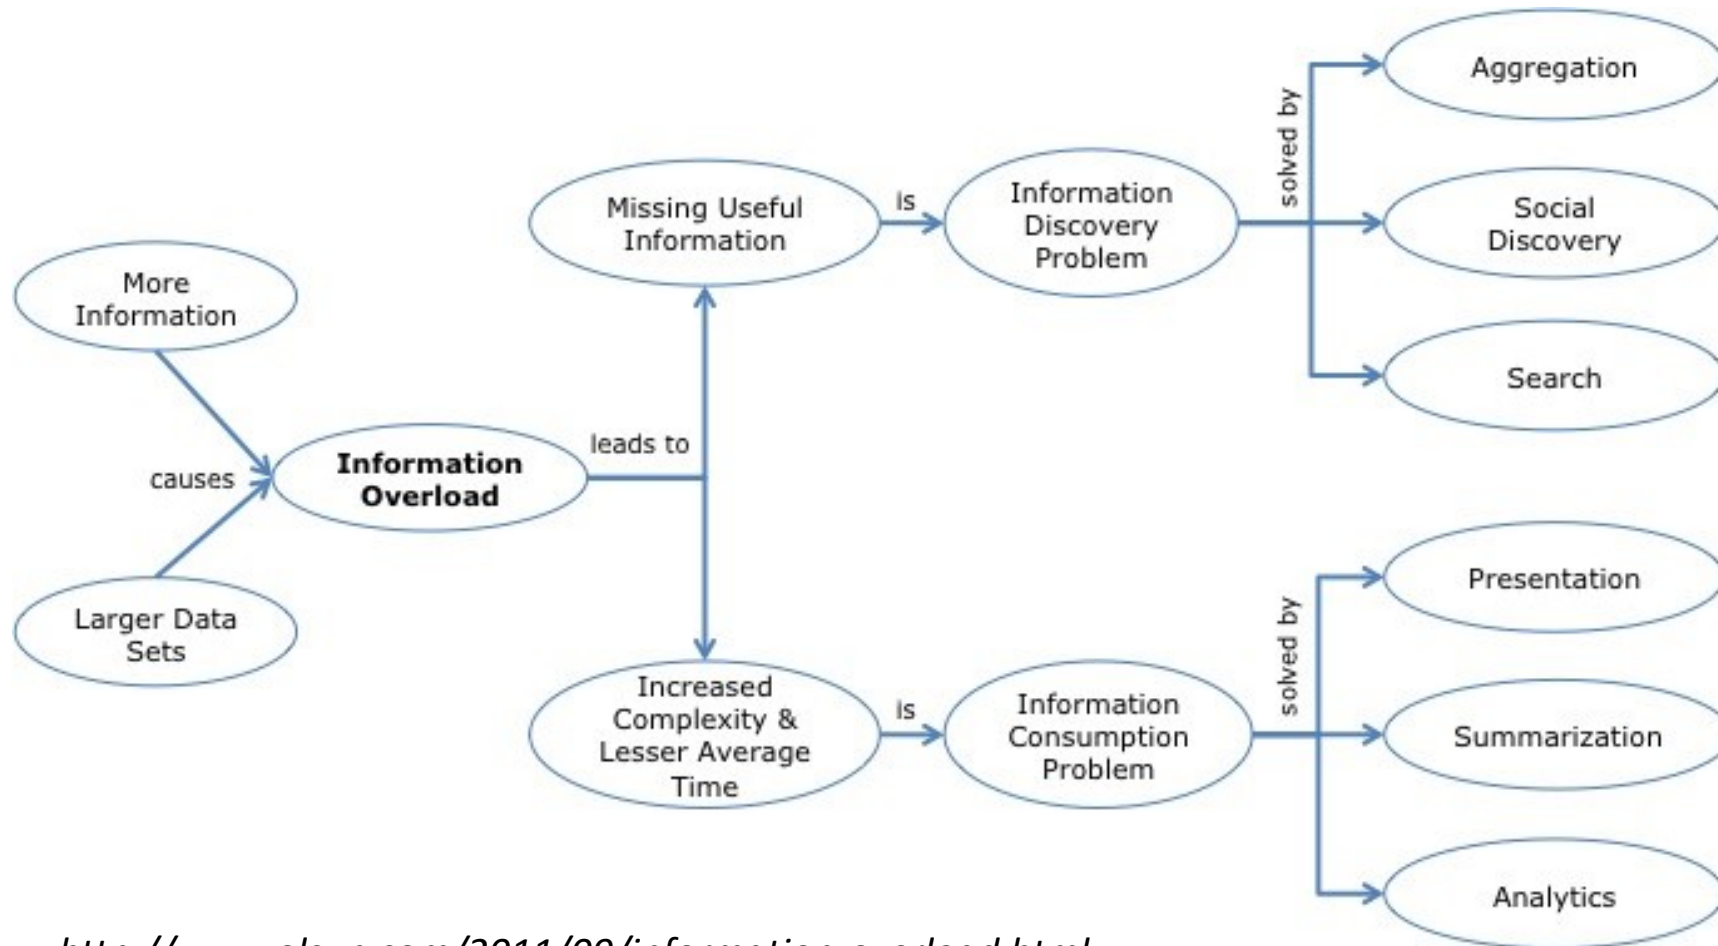 More
Information
causes
Larger Data
Sets
Information
Overload
leads to
Missing Useful
Information
is
Information
Discovery
Problem
solved by
Aggregation
Social
Discovery
Search
Increased
Complexity &
Lesser Average
Time
is
Information
Consumption
Problem
solved by
Presentation
Summarization
Analytics